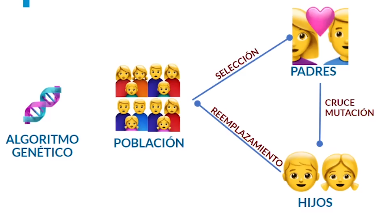 ALGORITMO
GENÉTICO
POBLACIÓN
SELECCIÓN
PADRES
CRUCE
MUTACIÓN
REEMPLAZAMIENTO
HIJOS